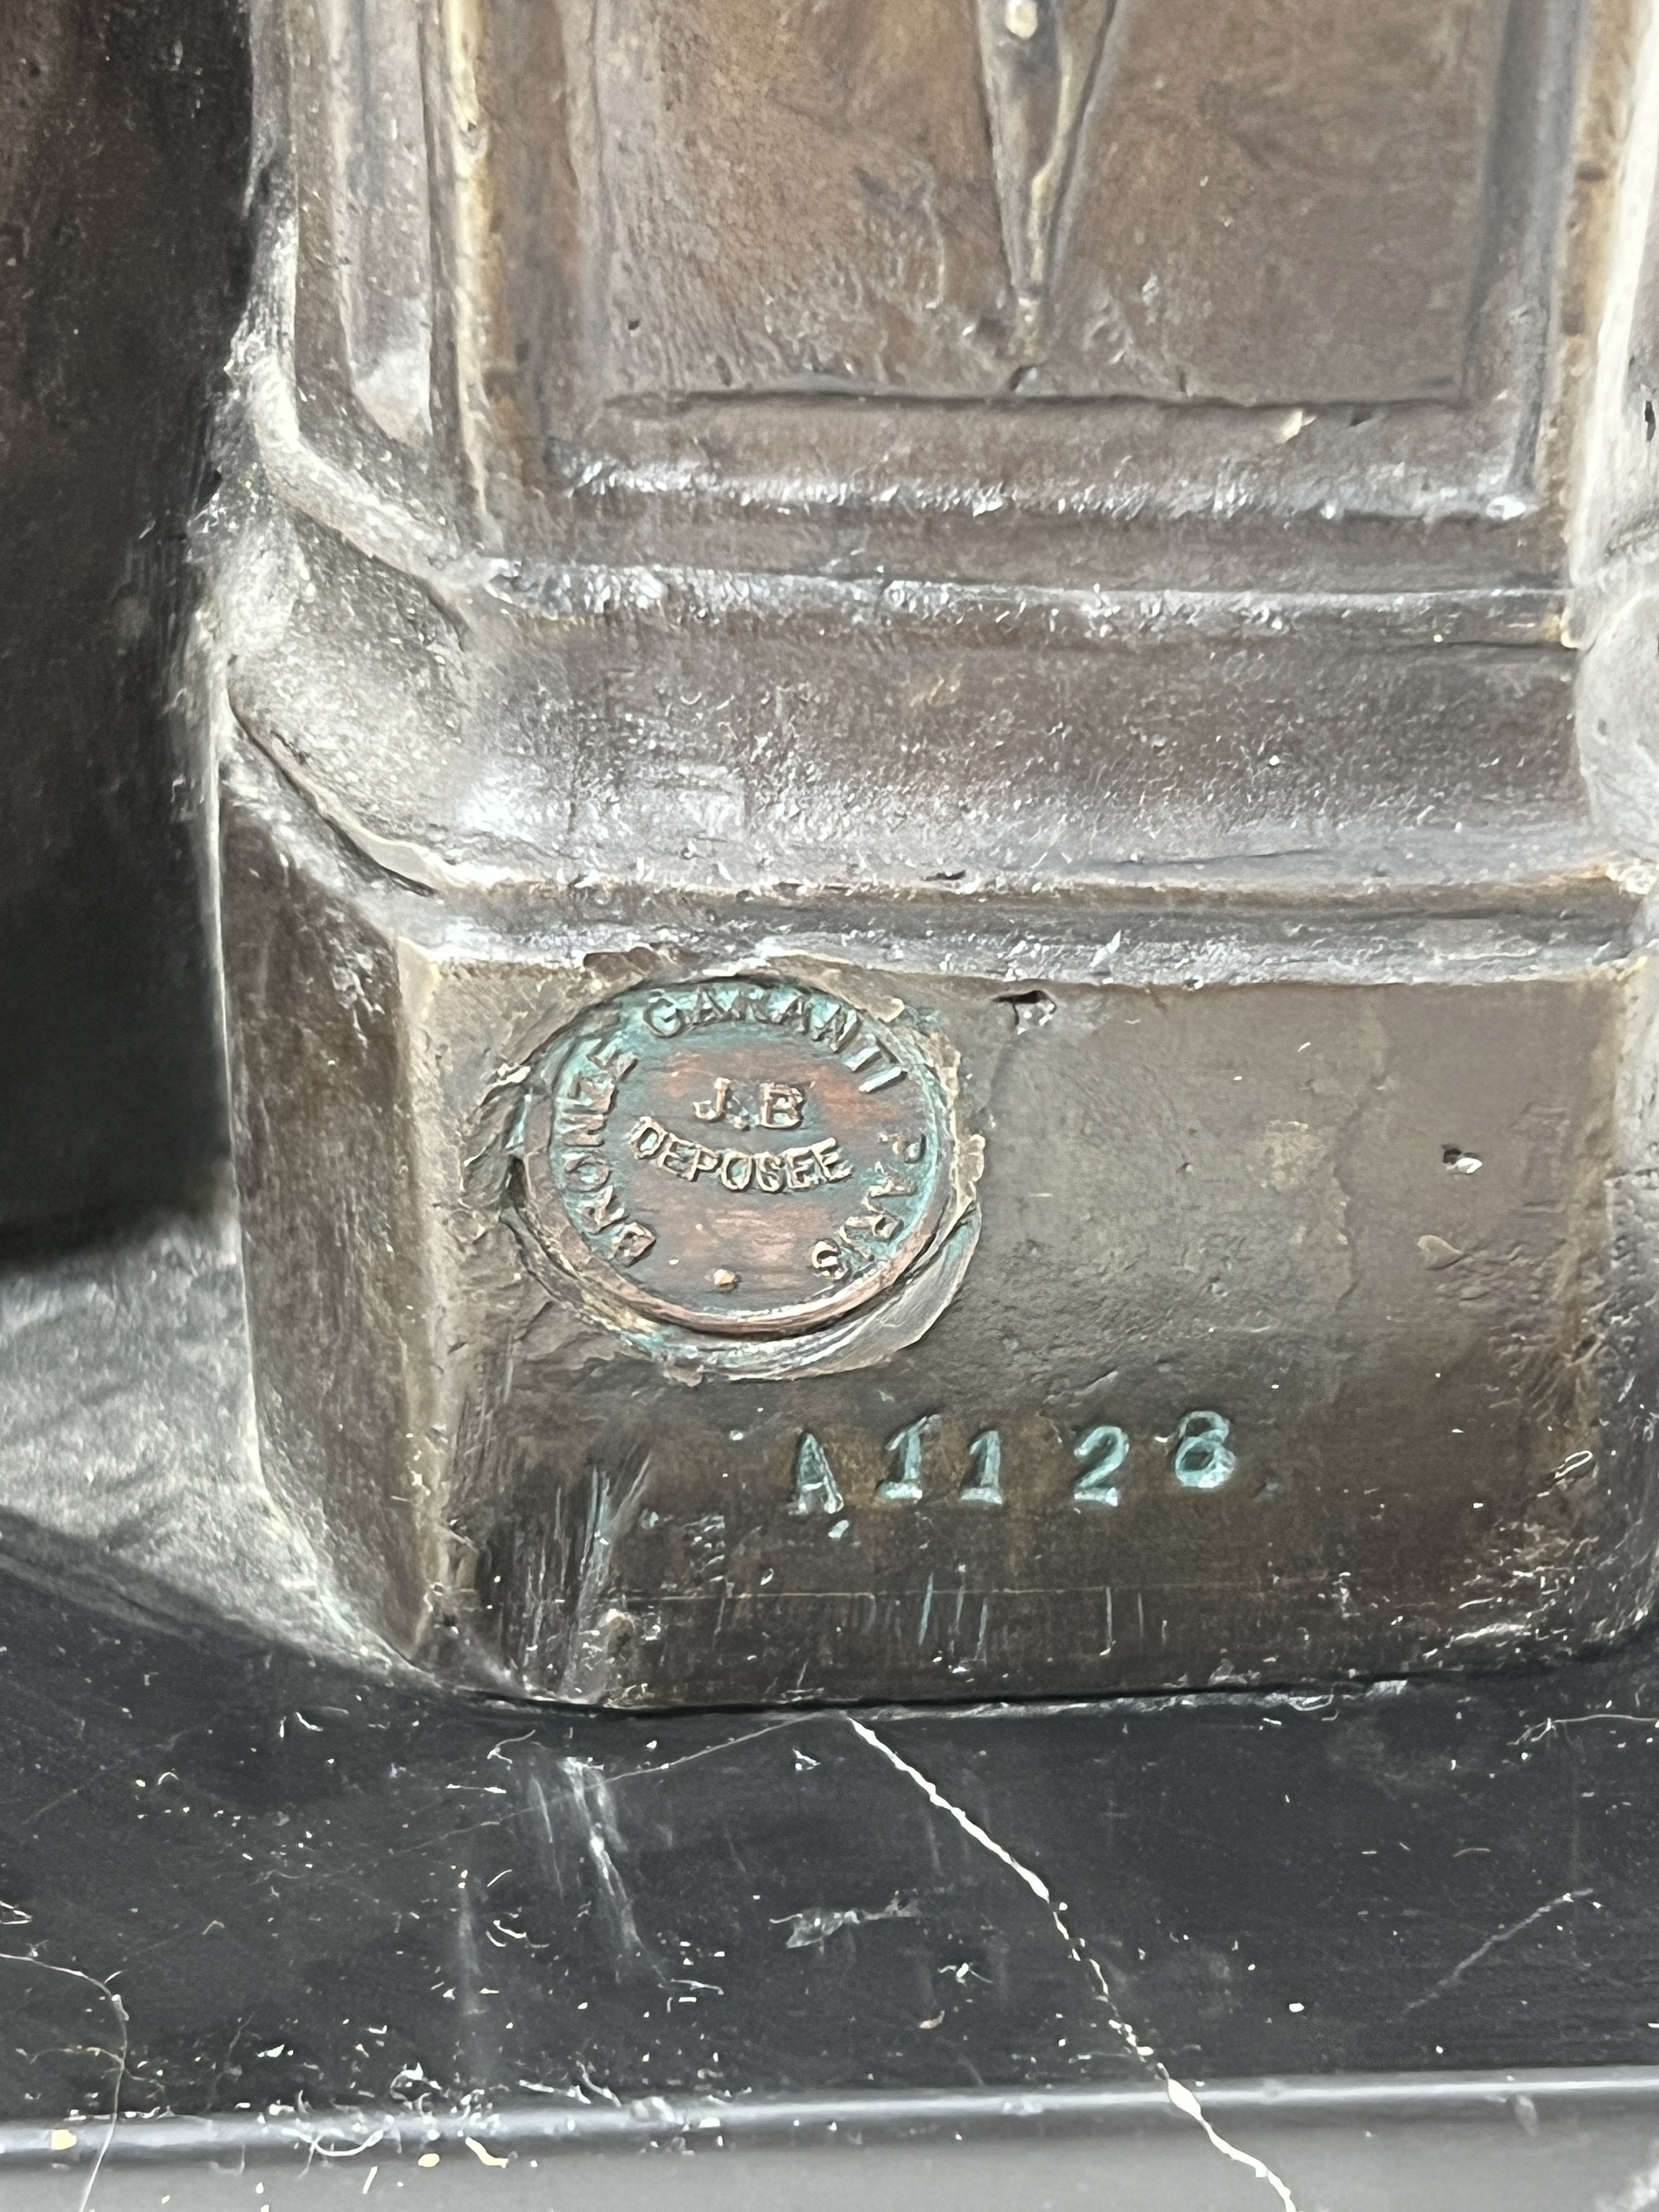 BRONZE GARANTI PARIS
J.B
DEPOSEE
A1128